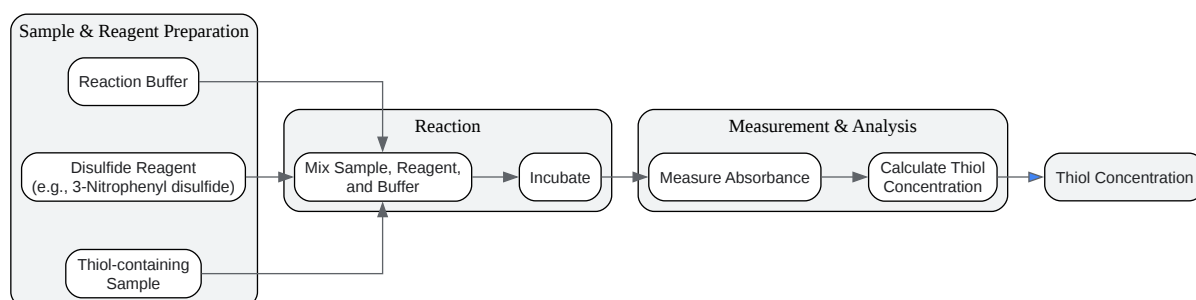 Sample & Reagent Preparation
Reaction Buffer
Disulfide Reagent
(e.g., 3-Nitrophenyl disulfide)
Thiol-containing
Sample
Reaction
Mix Sample, Reagent,
and Buffer
Incubate
Measurement & Analysis
Measure Absorbance
Calculate Thiol
Concentration
Thiol Concentration